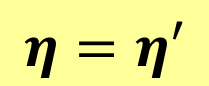 η = η′